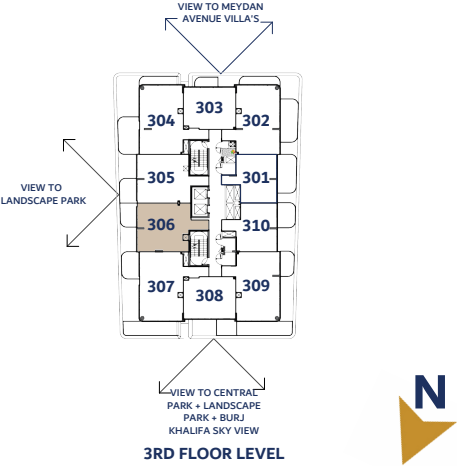 VIEW TO MEYDAN
AVENUE VILLA'S
303
304
302
305
301
VIEW TO
LANDSCAPE PARK
306
310
307
309
308
VIEW TO CENTRAL
PARK + LANDSCAPE
PARK + BURJ
KHALIFA SKY VIEW
3RD FLOOR LEVEL
N